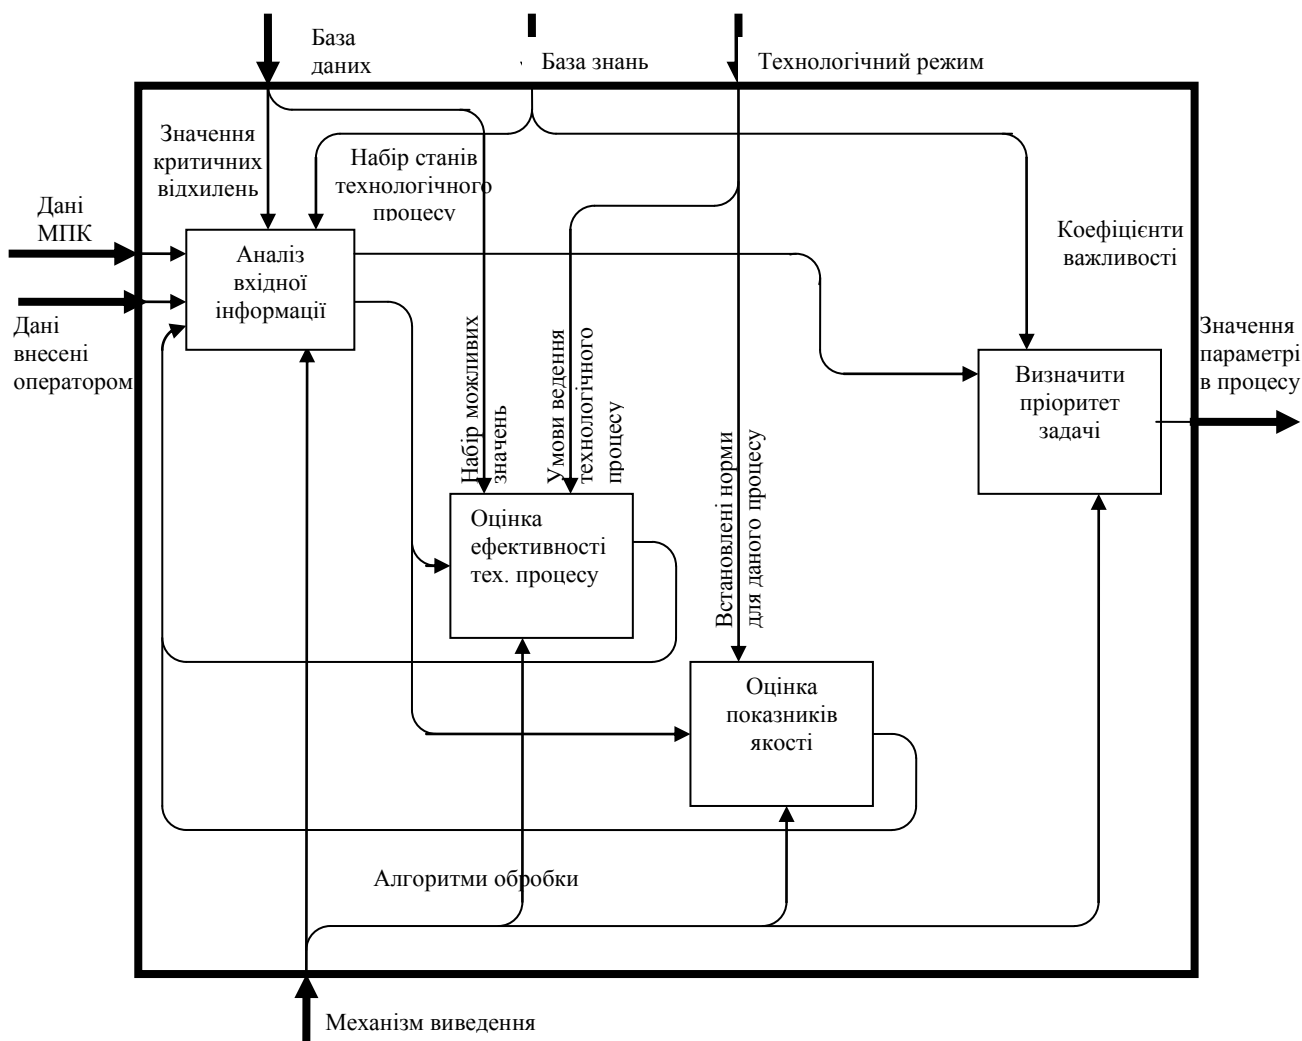 База
даних
База знань
Технологічний режим
Значення
критичних
відхилень
Набір станів
технологічного
процесу
Дані
МПК
Аналіз
вхідної
інформації
Коефіцієнти
важливості
Дані
внесені
оператором
Значення
параметрі
в процесу
Визначити
пріоритет
задачі
Набір можливих
значень
Умови ведення
технологічного
процесу
Встановлені норми
для даного процесу
Оцінка
ефективності
тех. процесу
Оцінка
показників
якості
Алгоритми обробки
Механізм виведення